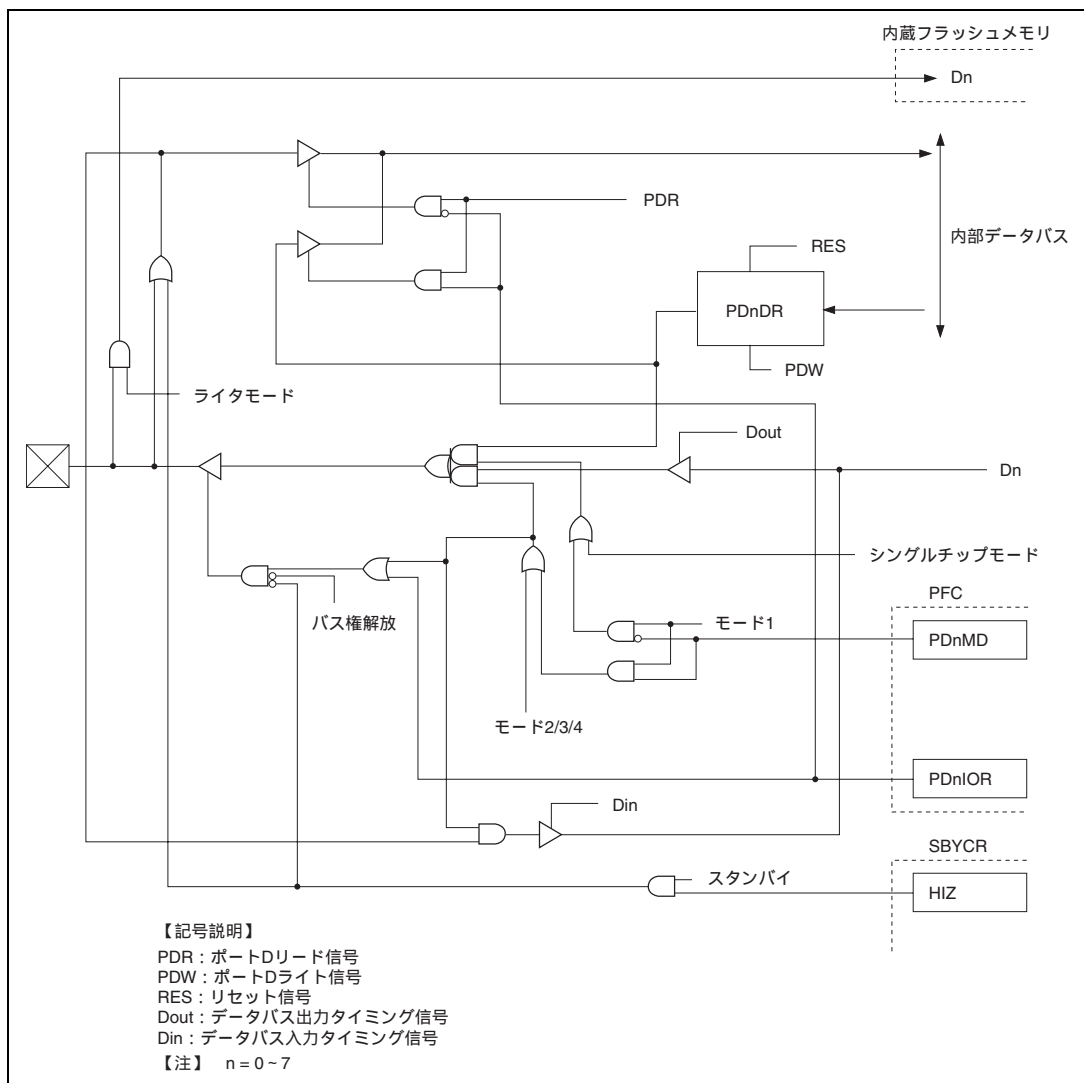 内蔵フラッシュメモリ
Dn
PDR
RES
内部データバス
PDnDR
PDW
ライタモード
Dout
Dn
シングルチップモード
バス権解放
PFC
モード1
PDnMD
モード2/3/4
PDnIOR
Din
SBYCR
スタンバイ
HIZ
【記号説明】
PDR：ポートDリード信号
PDW：ポートDライト信号
RES：リセット信号
Dout：データバス出力タイミング信号
Din：データバス入力タイミング信号
【注】 n = 0～7